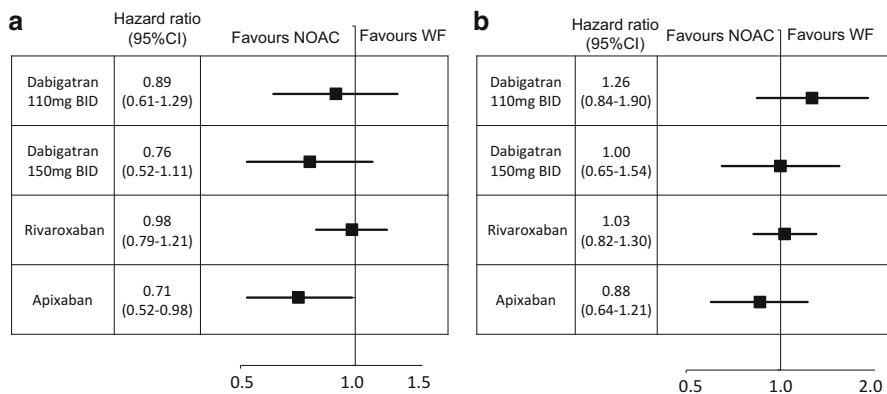 a
Hazard ratio
(95%CI)
Favours NOAC
Favours WF
Dabigatran
110mg BID
0.89
(0.61-1.29)
Dabigatran
150mg BID
0.76
(0.52-1.11)
Rivaroxaban
0.98
(0.79-1.21)
Apixaban
0.71
(0.52-0.98)
0.5
1.0
1.5
b
Hazard ratio
(95%CI)
Favours NOAC
Favours WF
Dabigatran
110mg BID
1.26
(0.84-1.90)
Dabigatran
150mg BID
1.00
(0.65-1.54)
Rivaroxaban
1.03
(0.82-1.30)
Apixaban
0.88
(0.64-1.21)
0.5
1.0
2.0